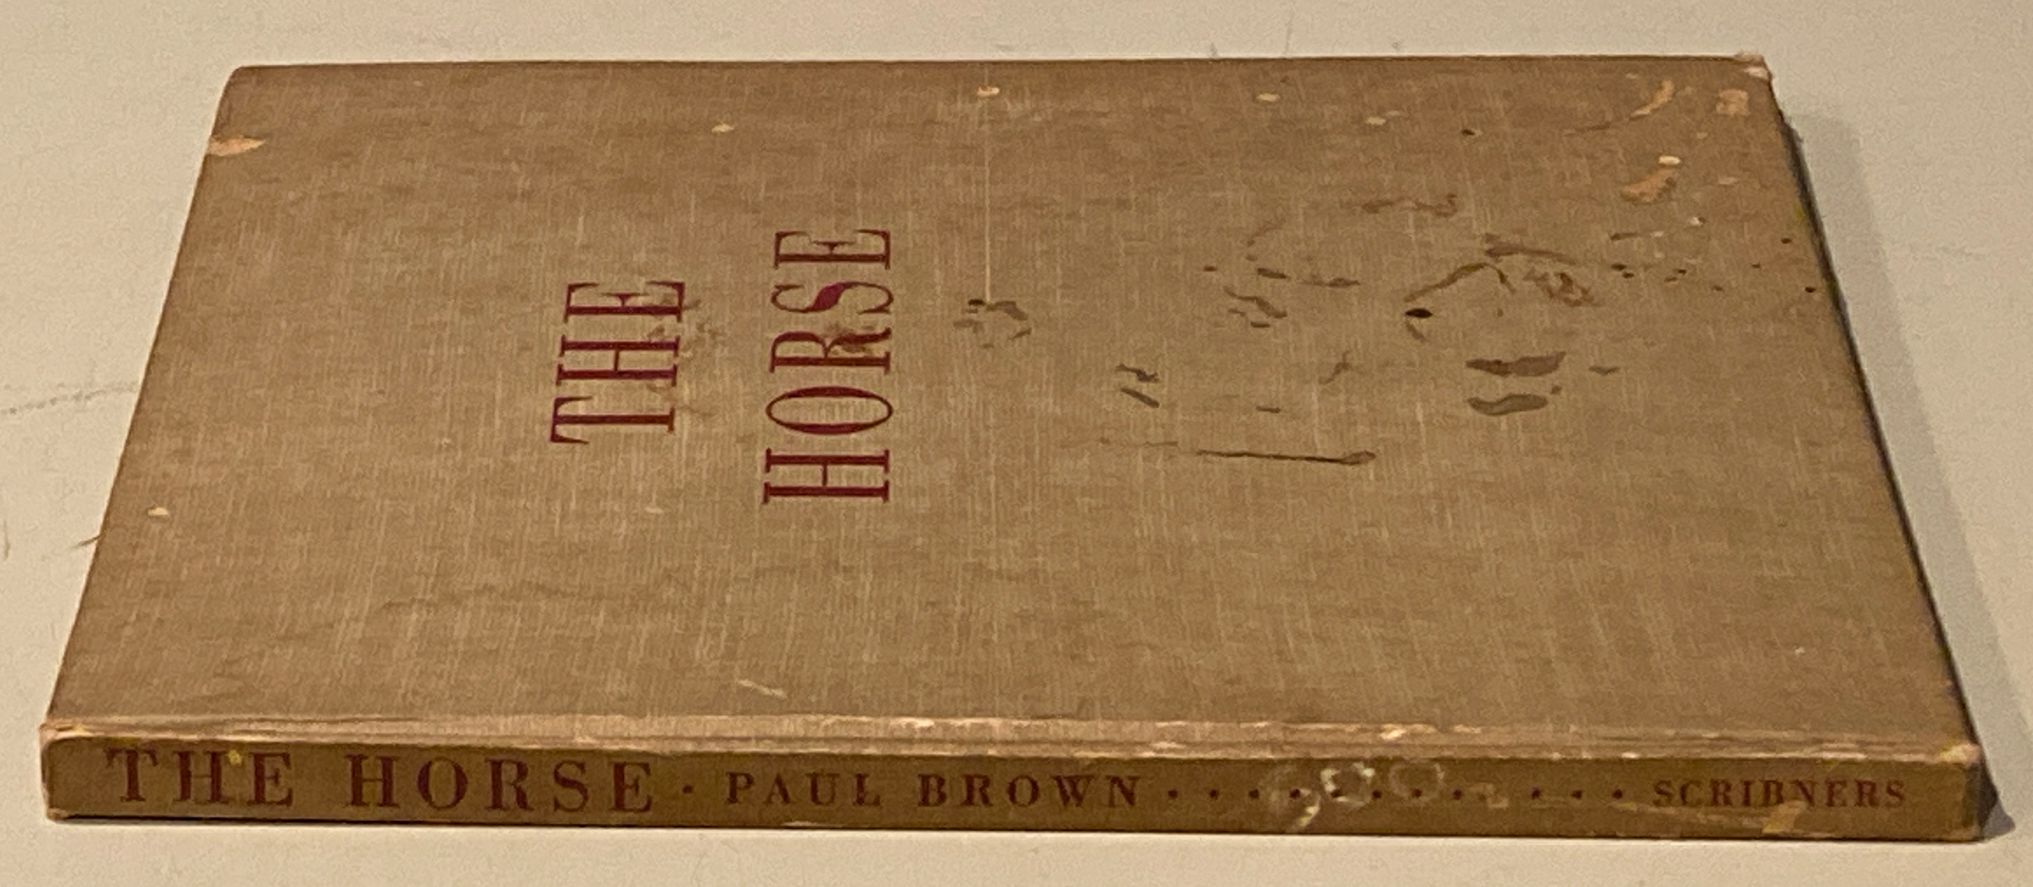 THE
HORSE
THE HORSE · PAUL BROWN · · · · · · · · · · · · SCRIBNERS